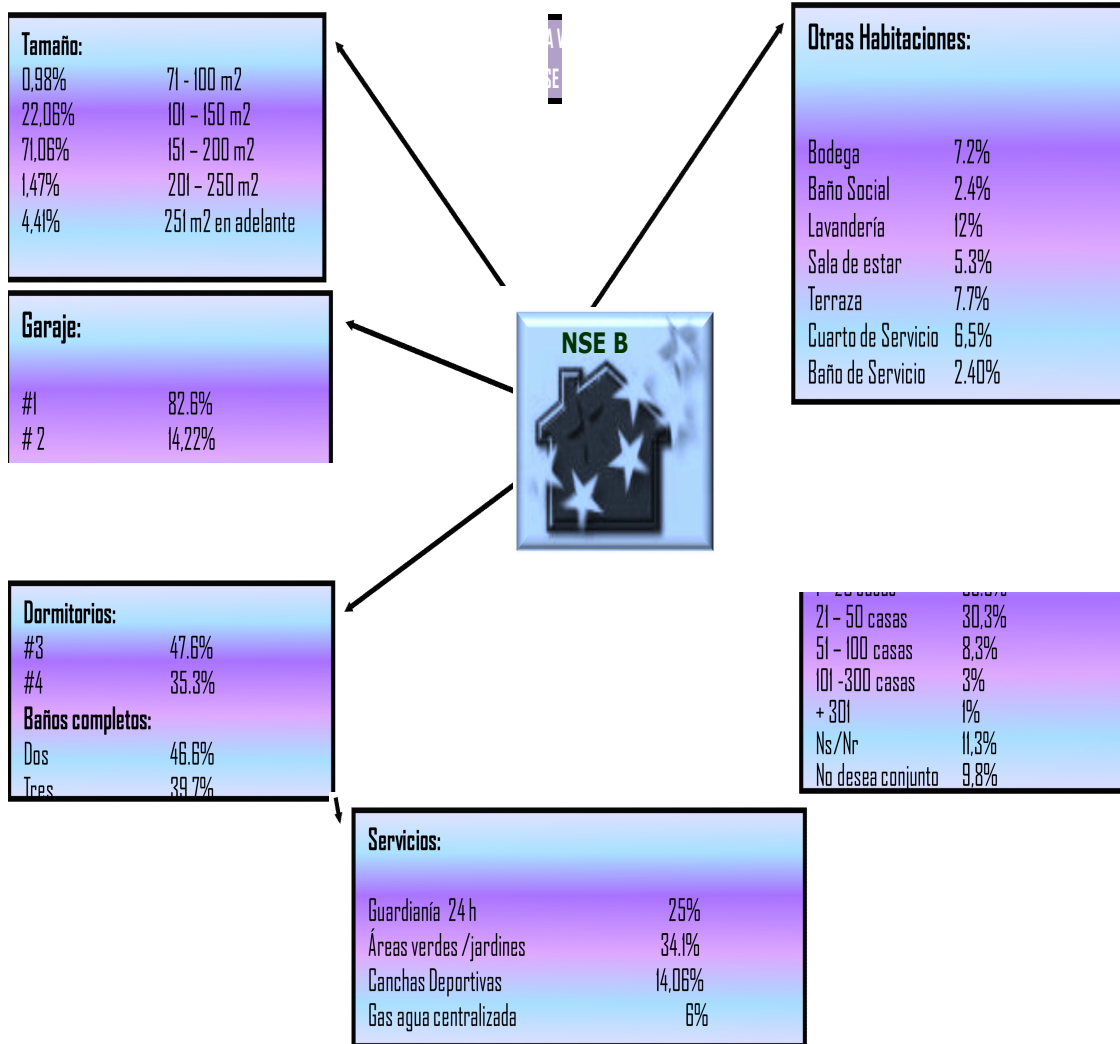 Tamaño:
0,98% 71 - 100 m2
22,06% 101 – 150 m2
71,06% 151 – 200 m2
1,47% 201 – 250 m2
4,41% 251 m2 en adelante
Garaje:
#1 82.6%
# 2 14,22%
Dormitorios:
#3 47.6%
#4 35.3%
Baños completos:
Dos 46.6%
Tres 39.7%
NSE B
Otras Habitaciones:
Bodega 7.2%
Baño Social 2.4%
Lavandería 12%
Sala de estar 5.3%
Terraza 7.7%
Cuarto de Servicio 6,5%
Baño de Servicio 2.40%
21 – 50 casas 30,3%
51 – 100 casas 8,3%
101 -300 casas 3%
+ 301 1%
Ns/Nr 11,3%
No desea conjunto 9,8%
Servicios:
Guardianía 24 h 25%
Áreas verdes /jardines 34.1%
Canchas Deportivas 14,06%
Gas agua centralizada 6%